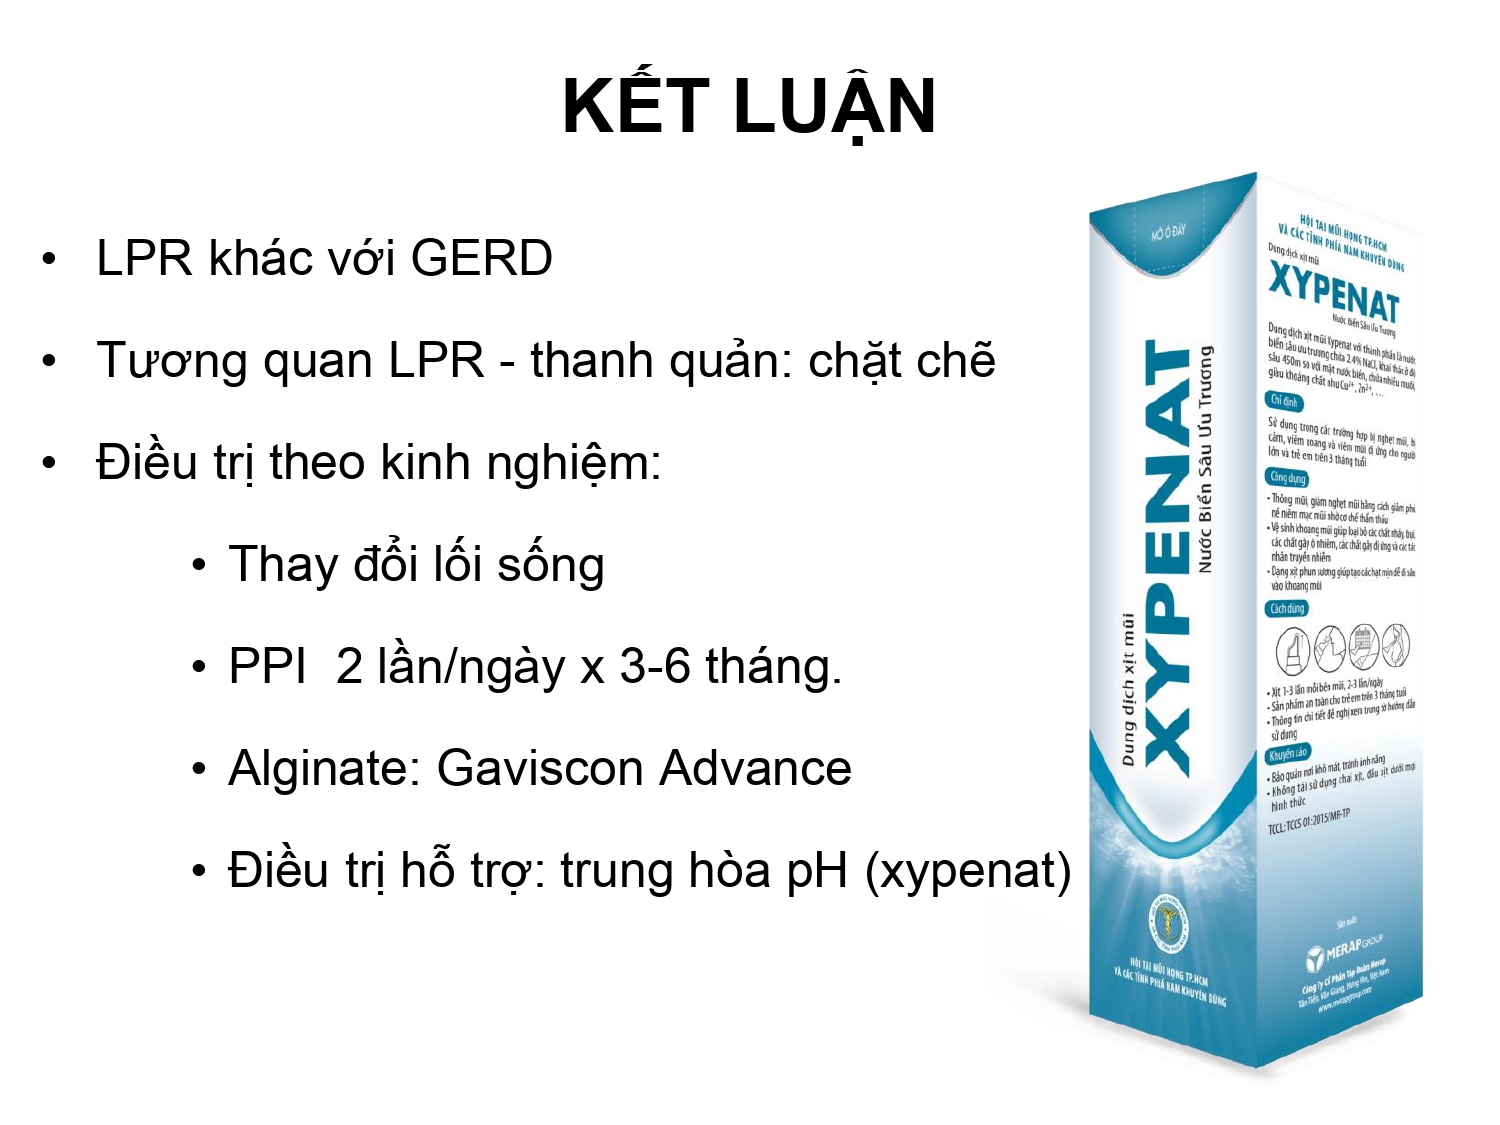 KẾT LUẬN
• LPR khác với GERD
• Tương quan LPR - thanh quản: chặt chẽ
• Điều trị theo kinh nghiệm:
• Thay đổi lối sống
• PPI 2 lần/ngày x 3-6 tháng.
• Alginate: Gaviscon Advance
• Điều trị hỗ trợ: trung hòa pH (xypenat)
MỞ Ở ĐÂY
Dung dịch xịt mũi
XYPENAT
Nước Biển Sâu Ưu Trương
HỘI TAI MŨI HỌNG TP.HCM
VÀ CÁC TỈNH PHÍA NAM KHUYÊN DÙNG
HỘI TAI MŨI HỌNG TP.HCM
VÀ CÁC TỈNH PHÍA NAM KHUYÊN DÙNG
Dung dịch xịt mũi
XYPENAT
Nước Biển Sâu Ưu Trương
Dung dịch xịt mũi Xypenat với thành phần là nước
biển sâu ưu trương chứa 2.4% NaCl, khai thác ở độ
sâu 450m so với mặt nước biển, chứa nhiều muối,
giàu khoáng chất như Cu²⁺, Zn²⁺, ...
Chỉ định
Sử dụng trong các trường hợp bị nghẹt mũi, bị
cảm, viêm xoang và viêm mũi dị ứng cho người
lớn và trẻ em trên 3 tháng tuổi
Công dụng
• Thông mũi, giảm nghẹt mũi bằng cách giảm phù
nề niêm mạc mũi nhờ cơ chế thẩm thấu
• Vệ sinh khoang mũi giúp loại bỏ các chất nhầy, bụi,
các chất gây ô nhiễm, các chất gây dị ứng và các tác
nhân truyền nhiễm
• Dạng xịt phun sương giúp tạo các hạt mịn dễ đi sâu
vào khoang mũi
Cách dùng
• Xịt 1-3 lần mỗi bên mũi, 2-3 lần/ngày
- Sản phẩm an toàn cho trẻ em trên 3 tháng tuổi
• Thông tin chi tiết đề nghị xem trong tờ hướng dẫn
sử dụng
Khuyến cáo
• Bảo quản nơi khô mát, tránh ánh nắng
• Không tái sử dụng chai xịt, đầu xịt dưới mọi
hình thức
TCCL: TCCS 01:2015/MR-TP
Sản xuất
MERAPGROUP
Công Ty Cổ Phần Tập Đoàn Merap
Tân Tiến, Văn Giang, Hưng Yên, Việt Nam
www.merapgroup.com